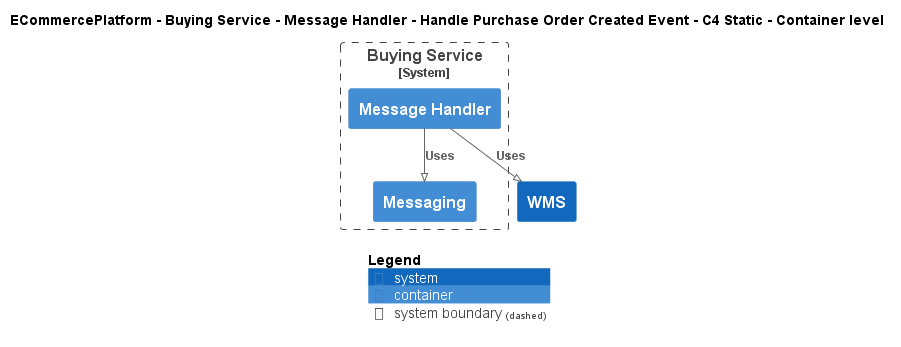 ECommercePlatform - Buying Service - Message Handler - Handle Purchase Order Created Event - C4 Static - Container level
Buying Service
[System]
Message Handler
Uses
Uses
Messaging
WMS
Legend
system
container
system boundary (dashed)